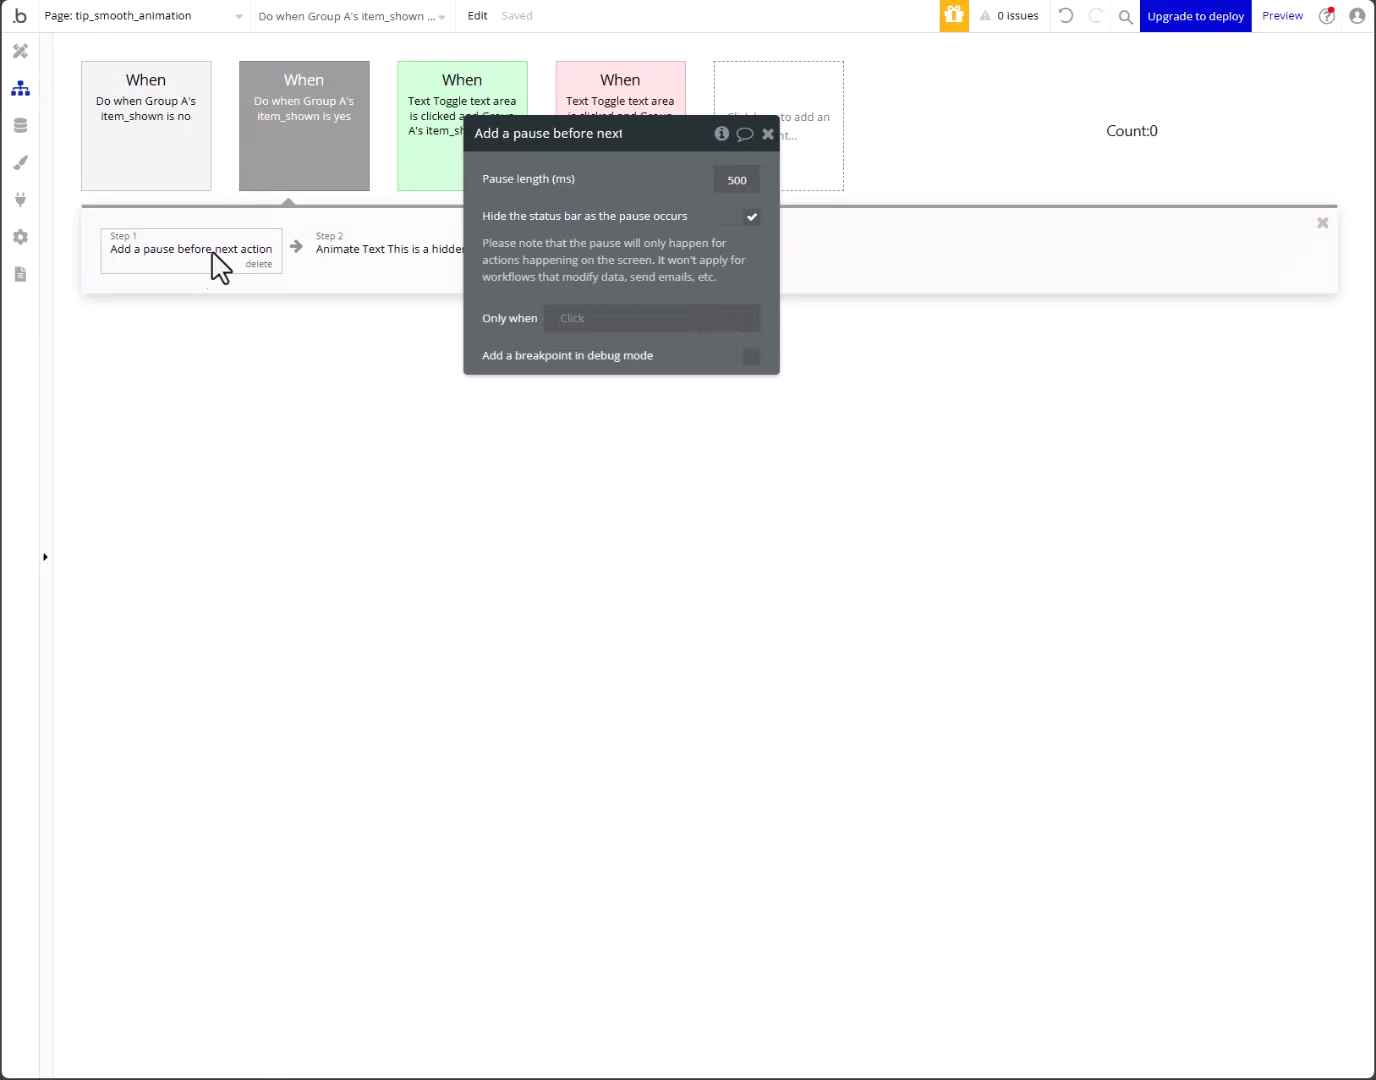 .b Page: tip_smooth_animation Do when Group A's item_shown ... Edit Saved 0 issues Upgrade to deploy Preview
When
Do when Group A's
item_shown is no
When
Do when Group A's
item_shown is yes
When
Text Toggle text area
is clicked and
A's item_sh
When
Text Toggle text area
to add an
Count:0
Add a pause before next
Pause length (ms) 500
Hide the status bar as the pause occurs
Please note that the pause will only happen for
actions happening on the screen. It won't apply for
workflows that modify data, send emails, etc.
Only when Click
Add a breakpoint in debug mode
Step 1
Add a pause before next action
delete
Step 2
Animate Text This is a hidden